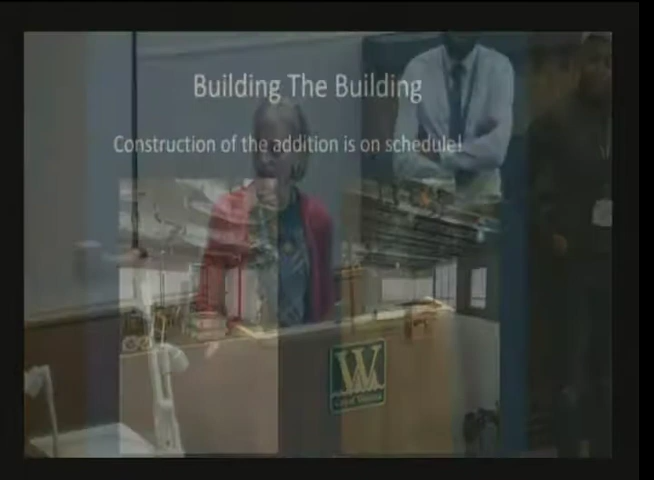 Building The Building
Construction of the addition is on schedule!
W